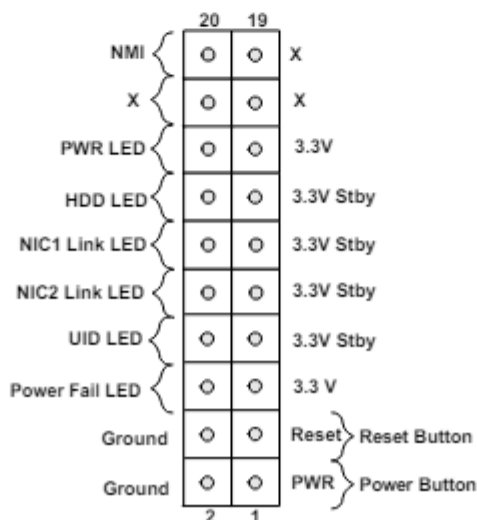 20 19
NMI X
X X
PWR LED 3.3V
HDD LED 3.3V Stby
NIC1 Link LED 3.3V Stby
NIC2 Link LED 3.3V Stby
UID LED 3.3V Stby
Power Fail LED 3.3 V
Ground Reset Reset Button
Ground PWR Power Button
2 1